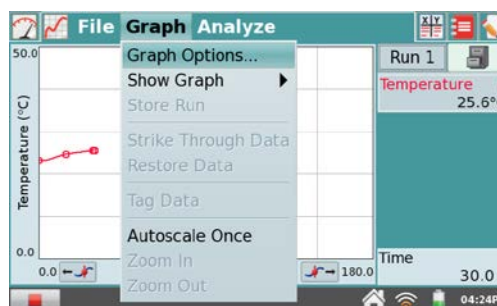 File Graph Analyze
X Y
50.0
Graph Options...
Show Graph
Store Run
Strike Through Data
Restore Data
Tag Data
Autoscale Once
Zoom In
Zoom Out
Temperature (°C)
0.0
0.0
180.0
Run 1
Temperature
25.6°
Time
30.0